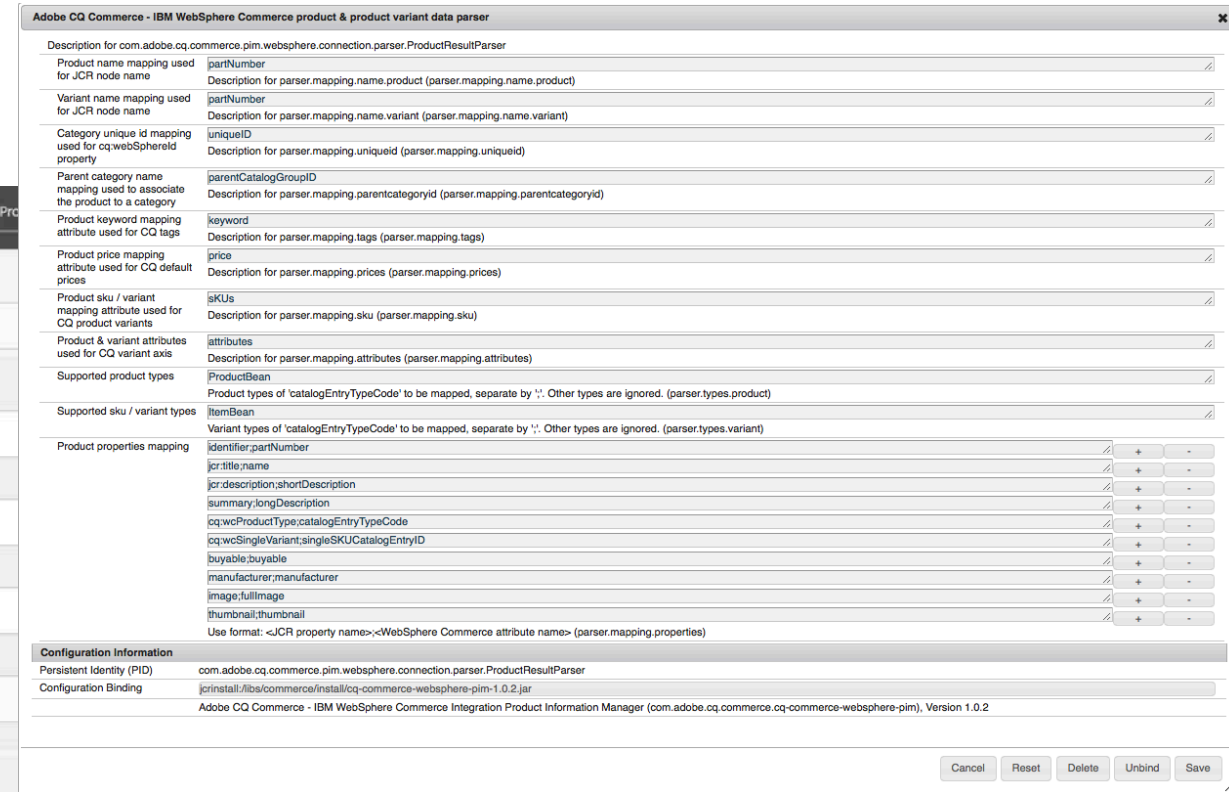 Adobe CQ Commerce - IBM WebSphere Commerce product & product variant data parser
Description for com.adobe.cq.commerce.pim.websphere.connection.parser.ProductResultParser
Product name mapping used
for JCR node name
partNumber
Description for parser.mapping.name.product (parser.mapping.name.product)
Variant name mapping used
for JCR node name
partNumber
Description for parser.mapping.name.variant (parser.mapping.name.variant)
Category unique id mapping
used for cq:webSphereId
property
uniqueID
Description for parser.mapping.uniqueid (parser.mapping.uniqueid)
Parent category name
mapping used to associate
the product to a category
parentCatalogGroupID
Description for parser.mapping.parentcategoryid (parser.mapping.parentcategoryid)
Pro
Product keyword mapping
attribute used for CQ tags
keyword
Description for parser.mapping.tags (parser.mapping.tags)
Product price mapping
attribute used for CQ default
prices
price
Description for parser.mapping.prices (parser.mapping.prices)
Product sku / variant
mapping attribute used for
CQ product variants
sKUs
Description for parser.mapping.sku (parser.mapping.sku)
Product & variant attributes
used for CQ variant axis
attributes
Description for parser.mapping.attributes (parser.mapping.attributes)
Supported product types
ProductBean
Product types of 'catalogEntryTypeCode' to be mapped, separate by ';'. Other types are ignored. (parser.types.product)
Supported sku / variant types
ItemBean
Variant types of 'catalogEntryTypeCode' to be mapped, separate by ';'. Other types are ignored. (parser.types.variant)
Product properties mapping
identifier;partNumber + -
jcr:title;name + -
jcr:description;shortDescription + -
summary;longDescription + -
cq:wcProductType;catalogEntryTypeCode + -
cq:wcSingleVariant;singleSKUCatalogEntryID + -
buyable;buyable + -
manufacturer;manufacturer + -
image;fullImage + -
thumbnail;thumbnail + -
Use format: <JCR property name>;<WebSphere Commerce attribute name> (parser.mapping.properties)
Configuration Information
Persistent Identity (PID) com.adobe.cq.commerce.pim.websphere.connection.parser.ProductResultParser
Configuration Binding jcrinstall:/libs/commerce/install/cq-commerce-websphere-pim-1.0.2.jar
Adobe CQ Commerce - IBM WebSphere Commerce Integration Product Information Manager (com.adobe.cq.commerce.cq-commerce-websphere-pim), Version 1.0.2
Cancel Reset Delete Unbind Save